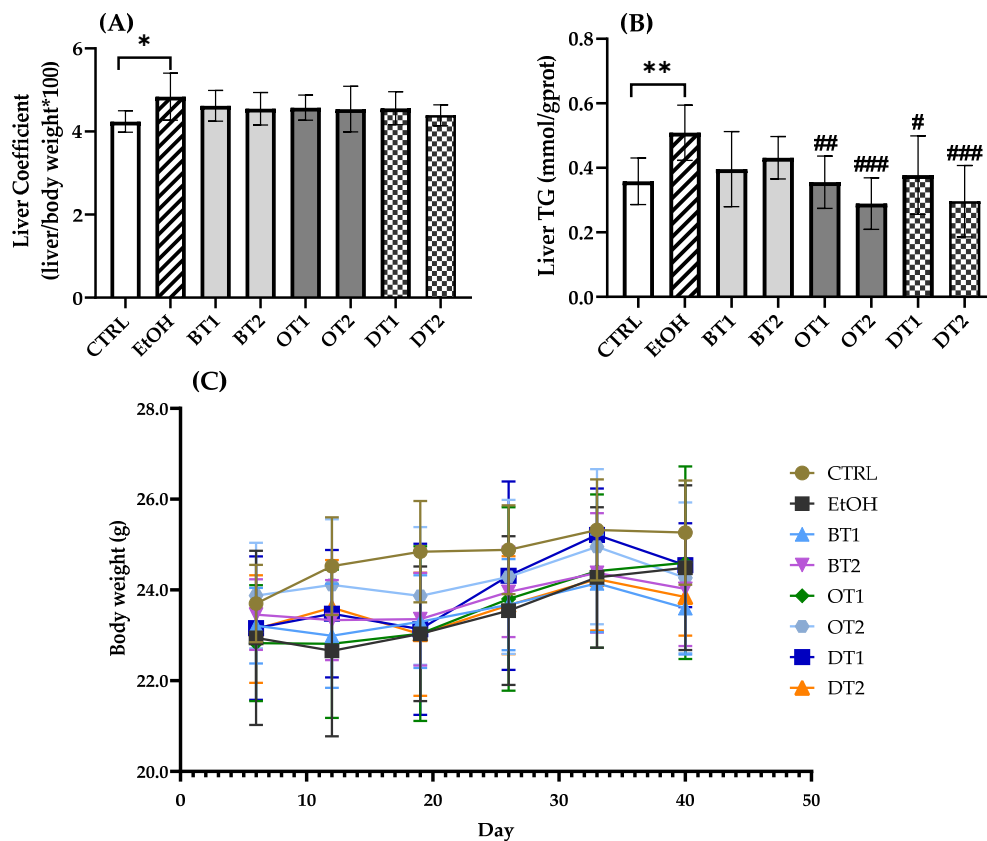 (A)
Liver Coefficient
(liver/body weight*100)
6
4
2
0
*
CTRL
EtOH
BT1
BT2
OT1
OT2
DT1
DT2
(B)
Liver TG (mmol/gprot)
0.8
0.6
0.4
0.2
0.0
**
##
###
#
###
CTRL
EtOH
BT1
BT2
OT1
OT2
DT1
DT2
(C)
Body weight (g)
28.0
26.0
24.0
22.0
20.0
0
10
20
30
40
50
Day
CTRL
EtOH
BT1
BT2
OT1
OT2
DT1
DT2